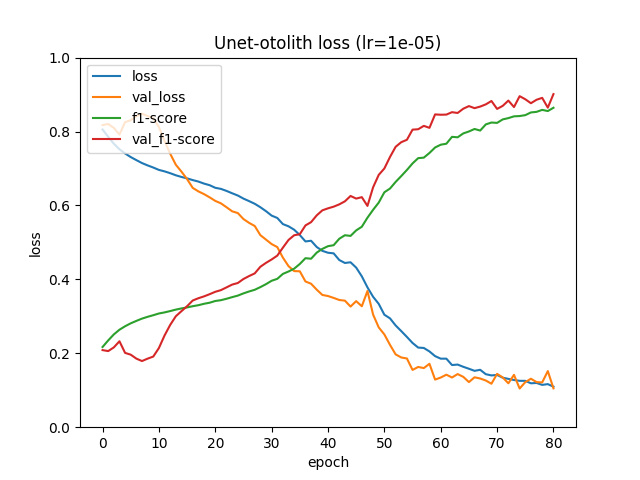 Unet-otolith loss (lr=1e-05)
loss
val_loss
f1-score
val_f1-score
1.0
0.8
0.6
0.4
0.2
0.0
loss
0 10 20 30 40 50 60 70 80
epoch